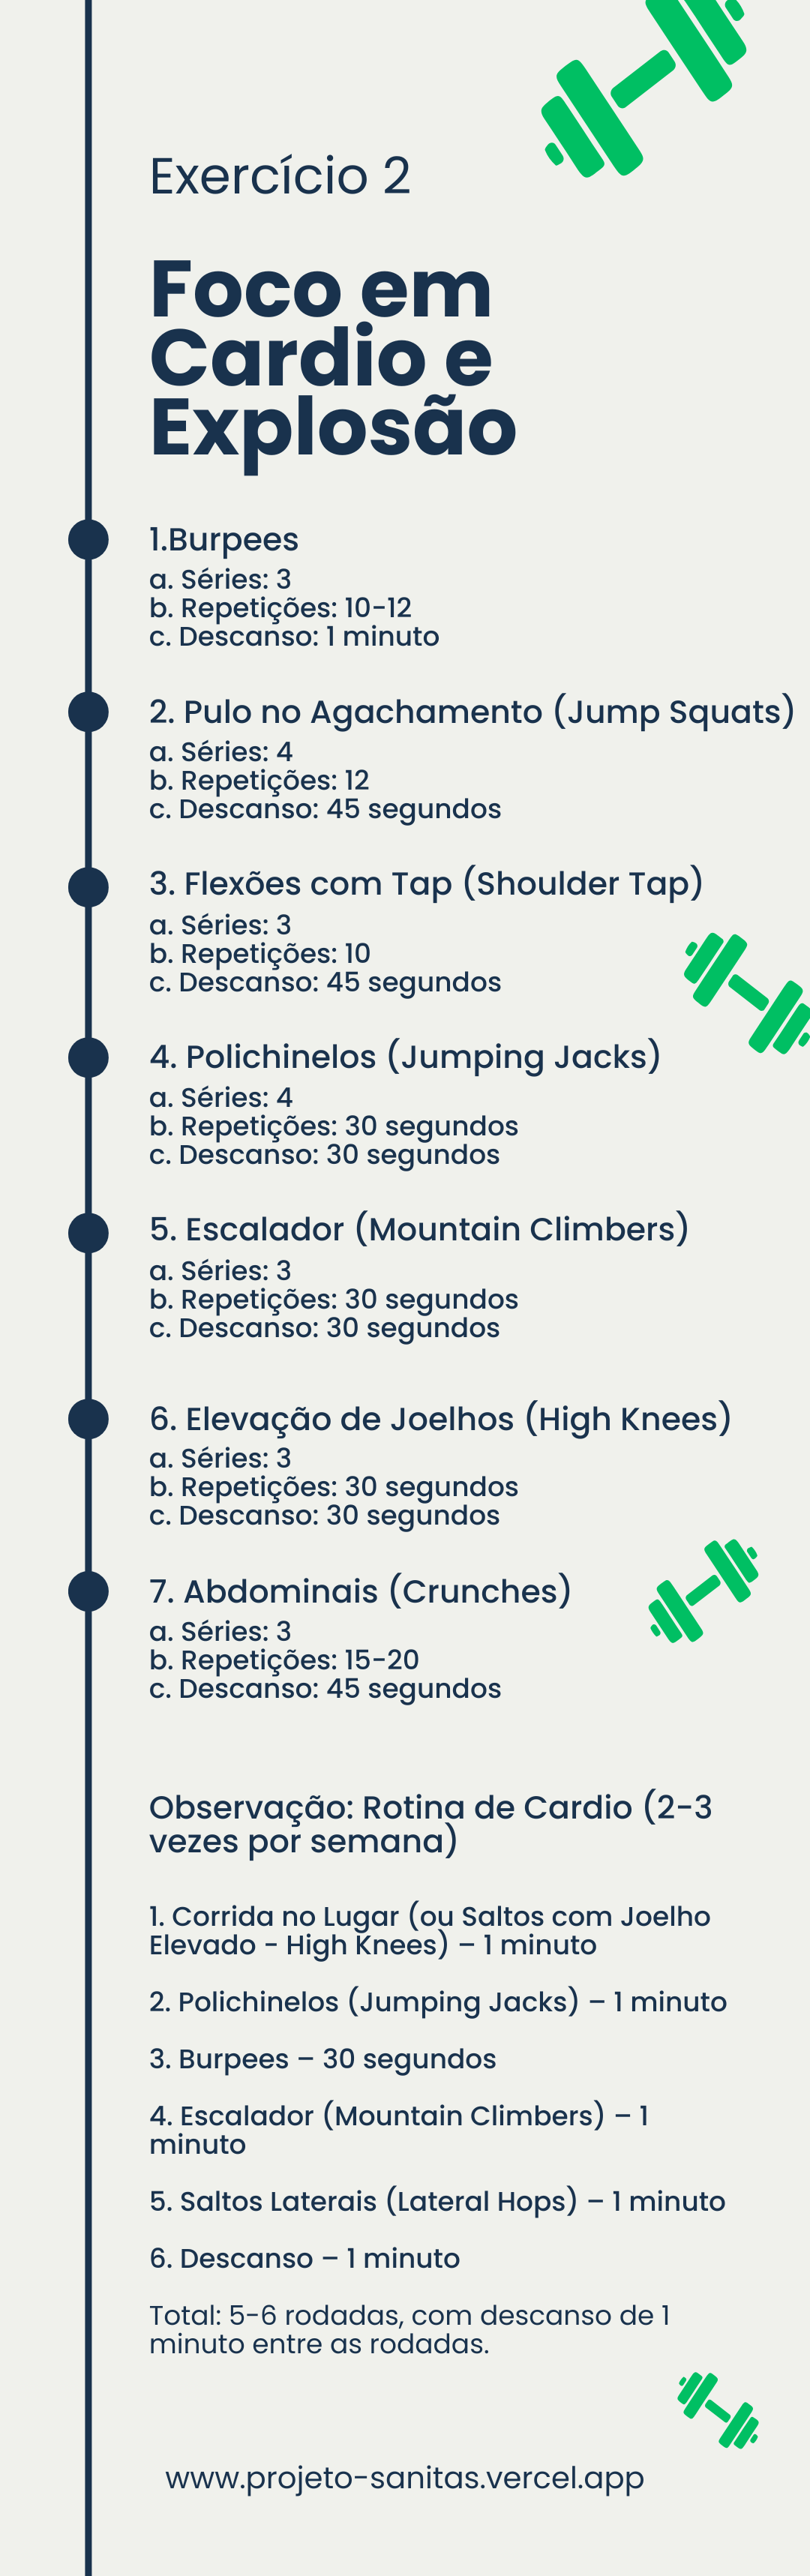 Exercício 2
Foco em
Cardio e
Explosão
1.Burpees
a. Séries: 3
b. Repetições: 10-12
c. Descanso: 1 minuto
2. Pulo no Agachamento (Jump Squats)
a. Séries: 4
b. Repetições: 12
c. Descanso: 45 segundos
3. Flexões com Tap (Shoulder Tap)
a. Séries: 3
b. Repetições: 10
c. Descanso: 45 segundos
4. Polichinelos (Jumping Jacks)
a. Séries: 4
b. Repetições: 30 segundos
c. Descanso: 30 segundos
5. Escalador (Mountain Climbers)
a. Séries: 3
b. Repetições: 30 segundos
c. Descanso: 30 segundos
6. Elevação de Joelhos (High Knees)
a. Séries: 3
b. Repetições: 30 segundos
c. Descanso: 30 segundos
7. Abdominais (Crunches)
a. Séries: 3
b. Repetições: 15-20
c. Descanso: 45 segundos
Observação: Rotina de Cardio (2-3
vezes por semana)
1. Corrida no Lugar (ou Saltos com Joelho
Elevado - High Knees) – 1 minuto
2. Polichinelos (Jumping Jacks) – 1 minuto
3. Burpees – 30 segundos
4. Escalador (Mountain Climbers) – 1
minuto
5. Saltos Laterais (Lateral Hops) – 1 minuto
6. Descanso – 1 minuto
Total: 5-6 rodadas, com descanso de 1
minuto entre as rodadas.
www.projeto-sanitas.vercel.app